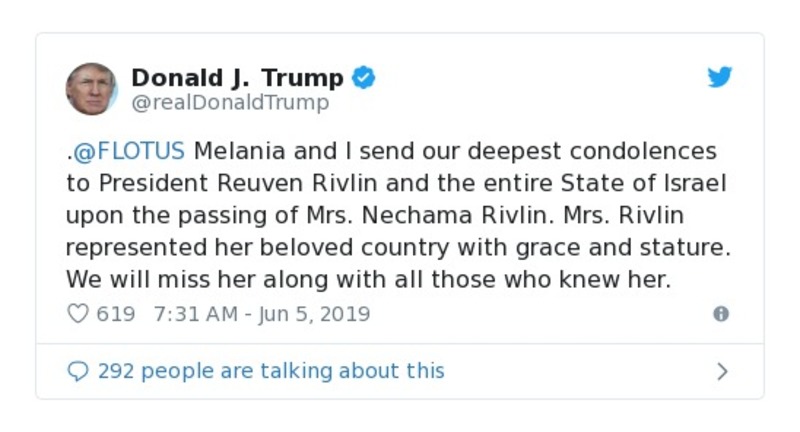 Donald J. Trump
@realDonaldTrump
.@FLOTUS Melania and I send our deepest condolences
to President Reuven Rivlin and the entire State of Israel
upon the passing of Mrs. Nechama Rivlin. Mrs. Rivlin
represented her beloved country with grace and stature.
We will miss her along with all those who knew her.
619 7:31 AM - Jun 5, 2019
292 people are talking about this